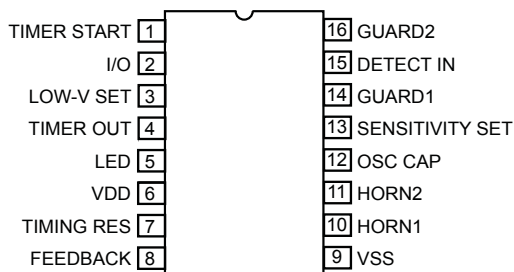 TIMER START 1 16 GUARD2
I/O 2 15 DETECT IN
LOW-V SET 3 14 GUARD1
TIMER OUT 4 13 SENSITIVITY SET
LED 5 12 OSC CAP
VDD 6 11 HORN2
TIMING RES 7 10 HORN1
FEEDBACK 8 9 VSS